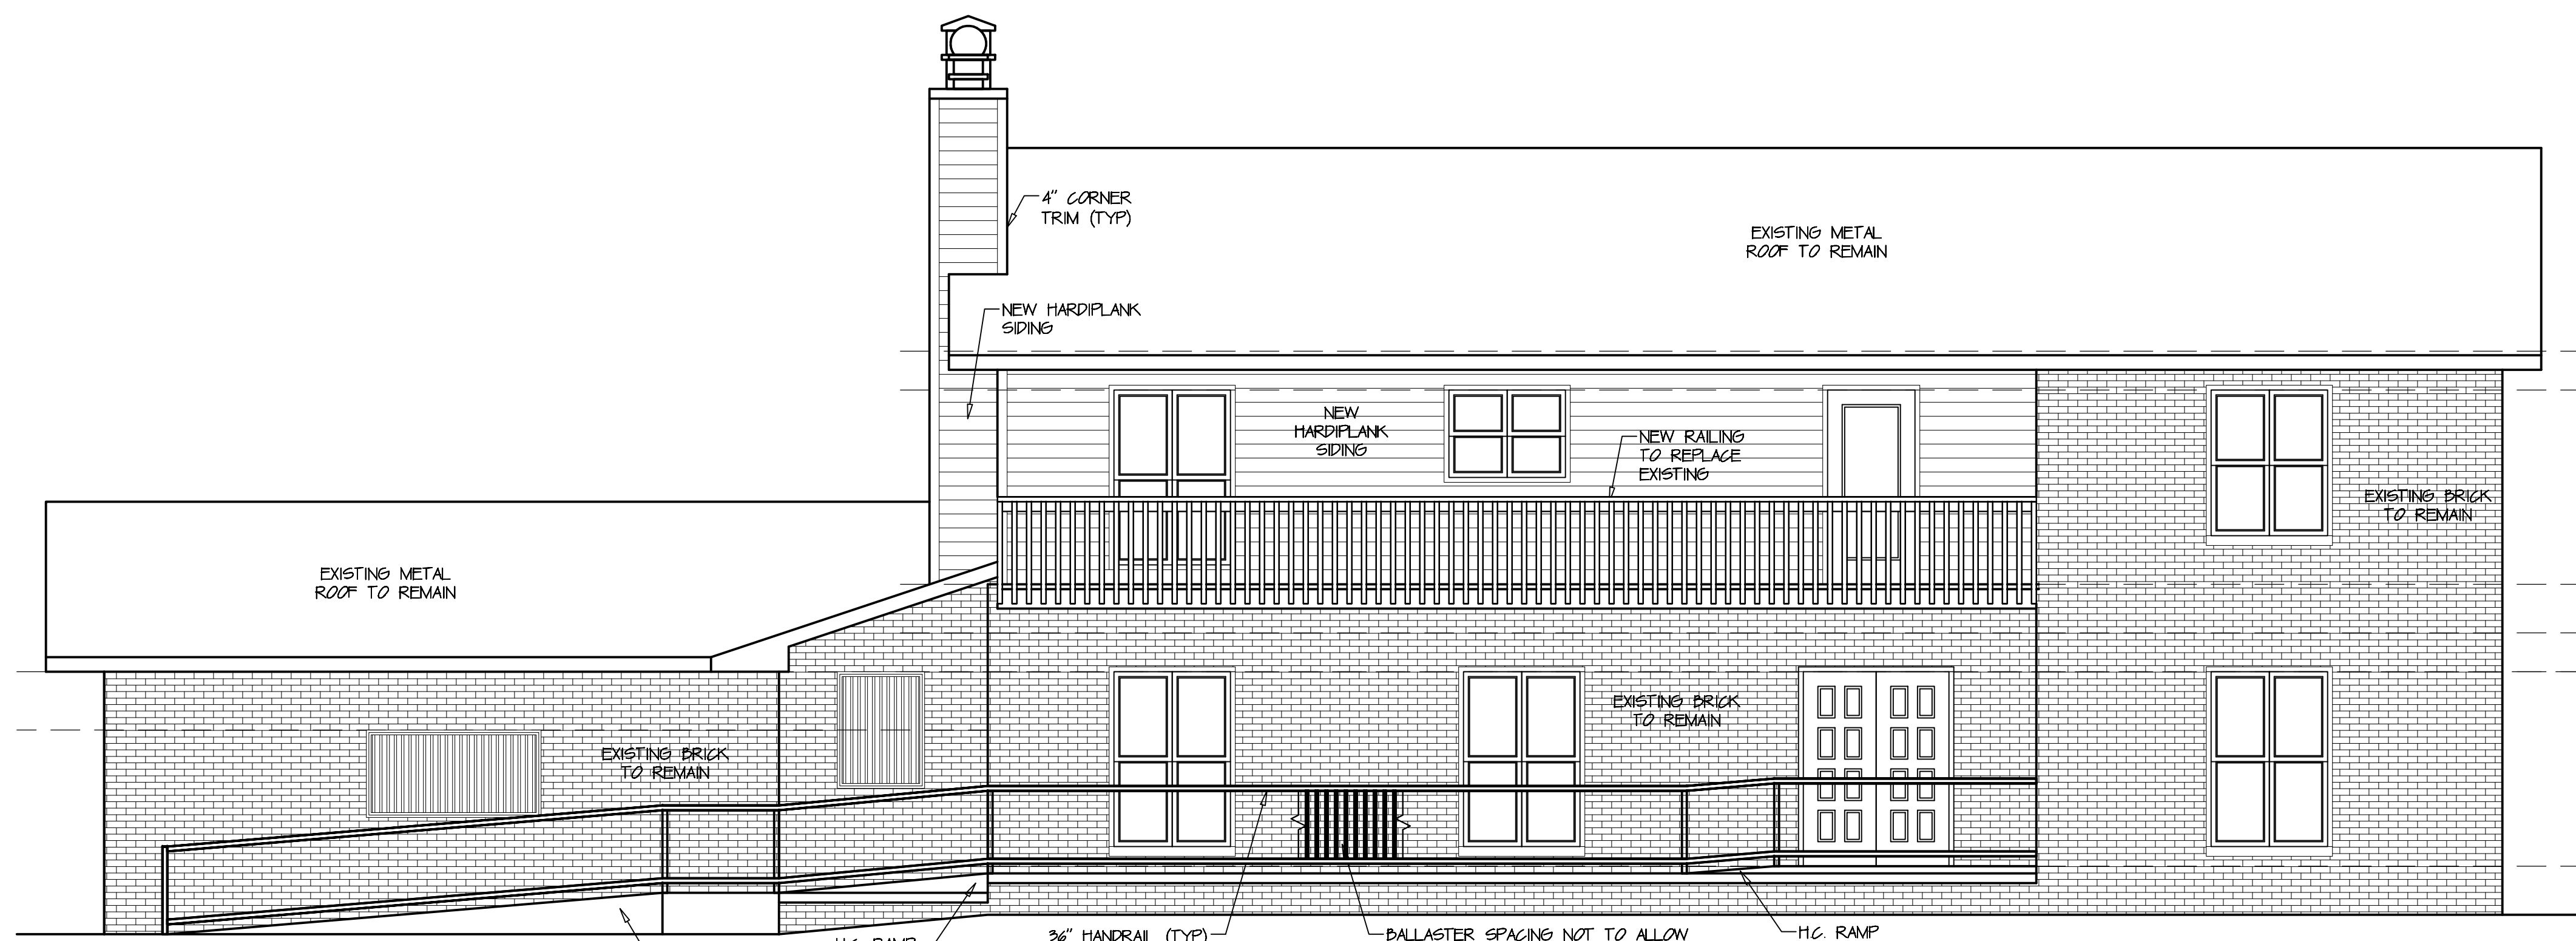 4" CORNER
TRIM (TYP)
EXISTING METAL
ROOF TO REMAIN
NEW HARDIPLANK
SIDING
NEW
HARDIPLANK
SIDING
NEW RAILING
TO REPLACE
EXISTING
EXISTING BRICK
TO REMAIN
EXISTING METAL
ROOF TO REMAIN
EXISTING BRICK
TO REMAIN
EXISTING BRICK
TO REMAIN
H.C. RAMP
36" HANDRAIL (TYP)
BALLASTER SPACING NOT TO ALLOW
H.C. RAMP